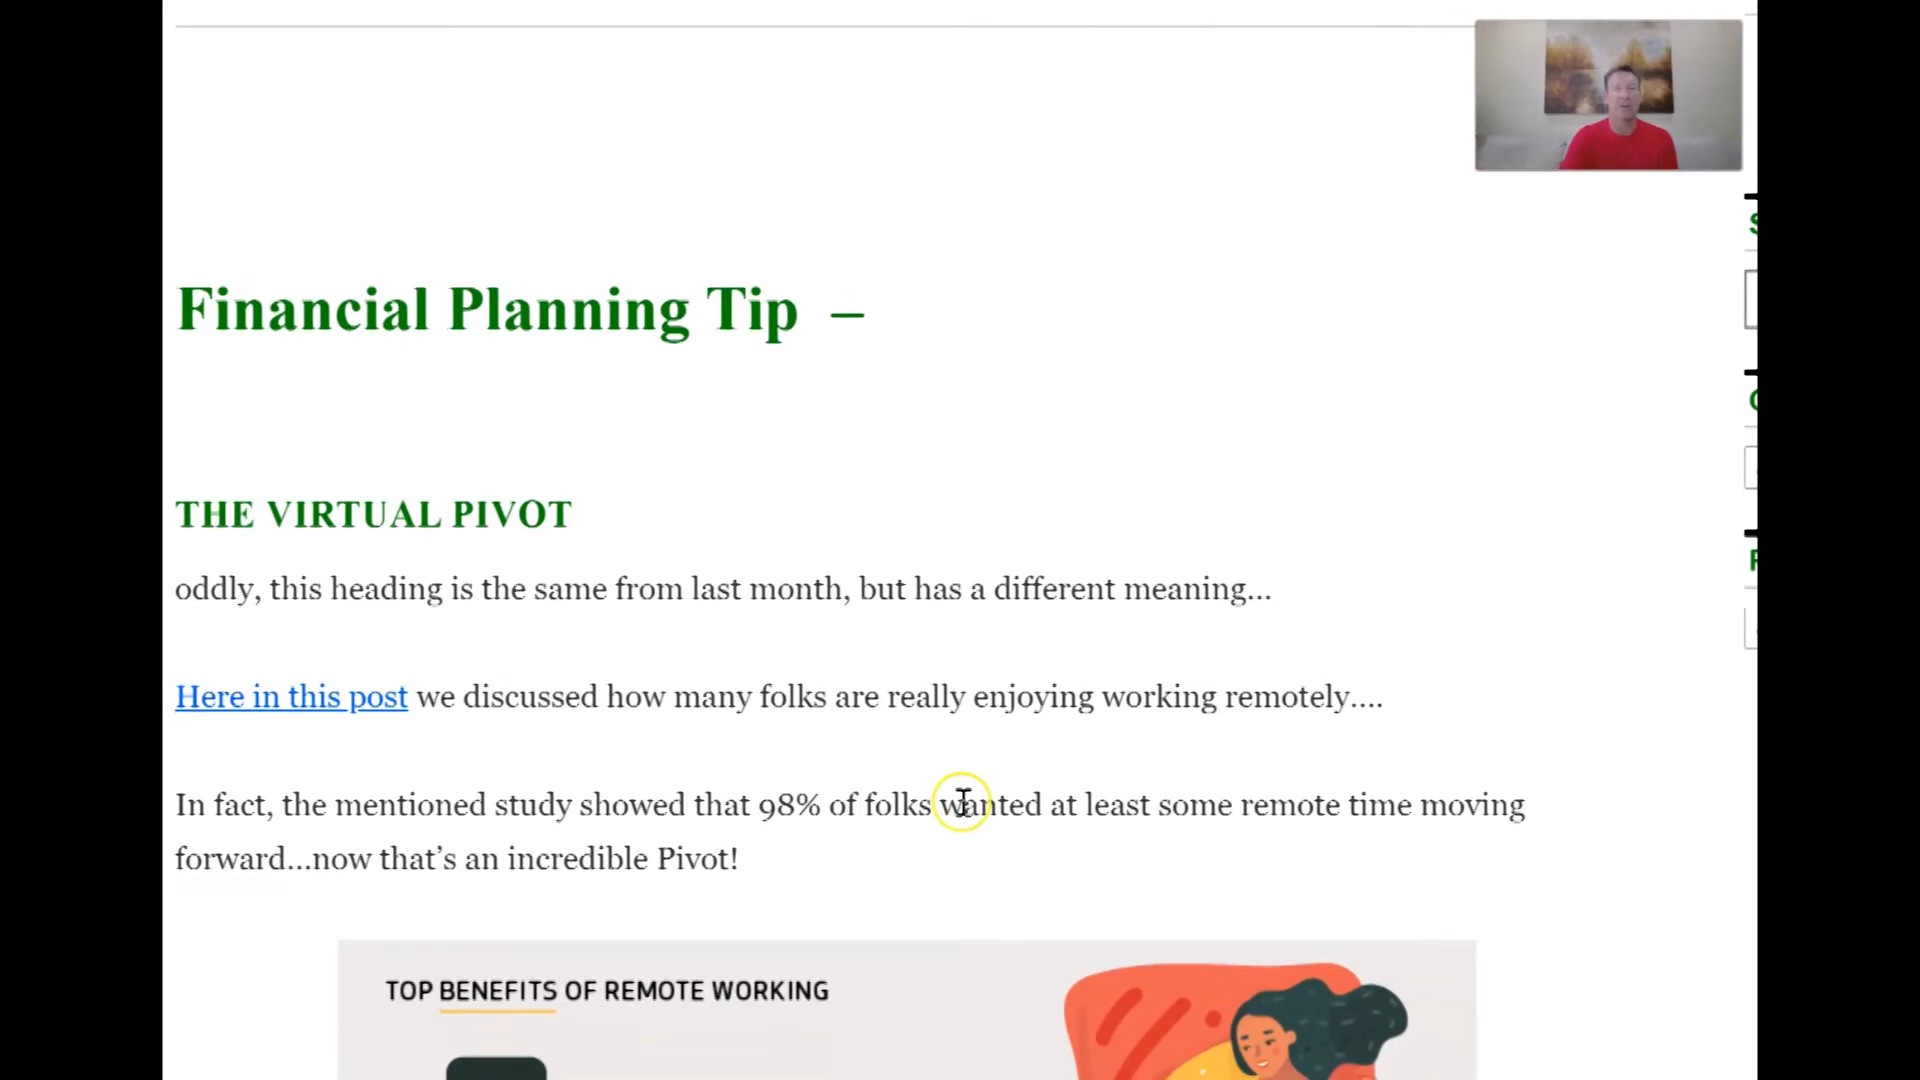 Financial Planning Tip –
THE VIRTUAL PIVOT
oddly, this heading is the same from last month, but has a different meaning...
Here in this post we discussed how many folks are really enjoying working remotely....
In fact, the mentioned study showed that 98% of folks wanted at least some remote time moving
forward...now that’s an incredible Pivot!
TOP BENEFITS OF REMOTE WORKING